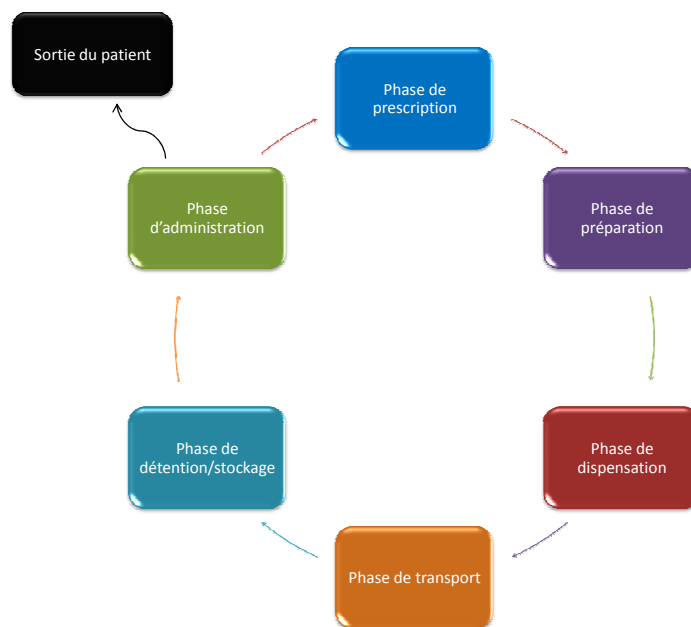 Sortie du patient
Phase de
prescription
Phase
d’administration
Phase de
préparation
Phase de
détention/stockage
Phase de
dispensation
Phase de transport